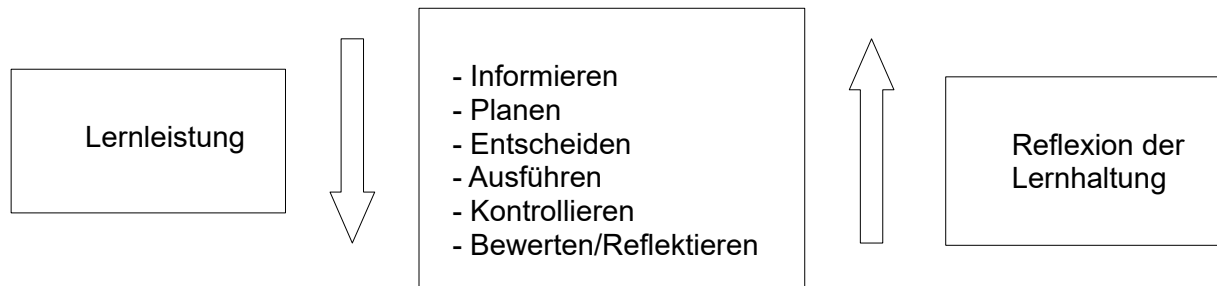 Lernleistung
- Informieren
- Planen
- Entscheiden
- Ausführen
- Kontrollieren
- Bewerten/Reflektieren
Reflexion der
Lernhaltung